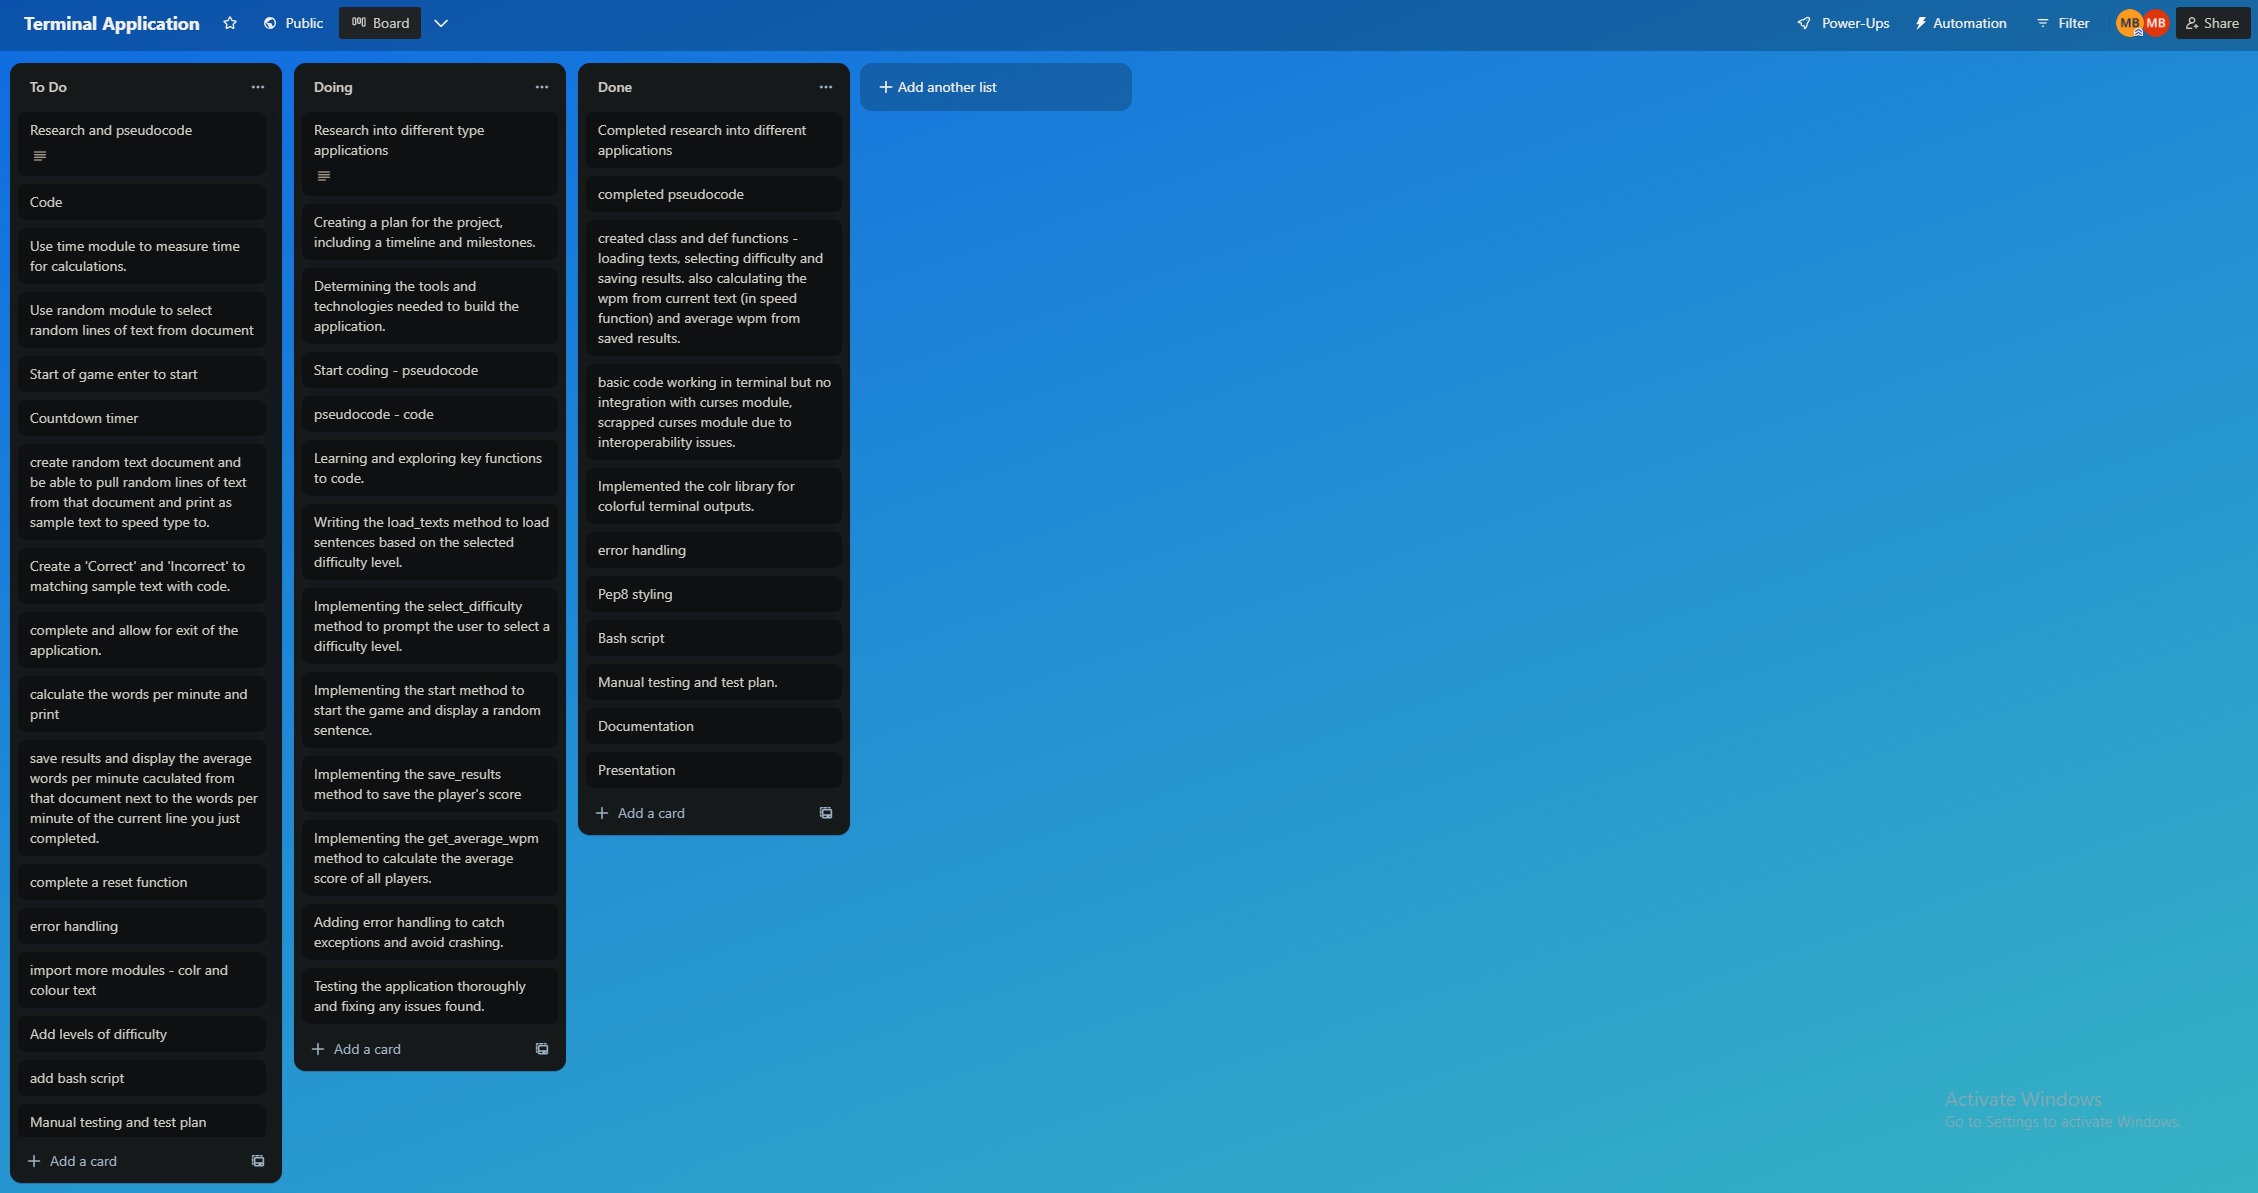 Terminal Application
Public
Board
Power-Ups
Automation
Filter
MB
MB
Share
To Do
Research and pseudocode
Code
Use time module to measure time
for calculations.
Use random module to select
random lines of text from document
Start of game enter to start
Countdown timer
create random text document and
be able to pull random lines of text
from that document and print as
sample text to speed type to.
Create a 'Correct' and 'Incorrect' to
matching sample text with code.
complete and allow for exit of the
application.
calculate the words per minute and
print
save results and display the average
words per minute caculated from
that document next to the words per
minute of the current line you just
completed.
complete a reset function
error handling
import more modules - colr and
colour text
Add levels of difficulty
add bash script
Manual testing and test plan
Add a card
Doing
Research into different type
applications
Creating a plan for the project,
including a timeline and milestones.
Determining the tools and
technologies needed to build the
application.
Start coding - pseudocode
pseudocode - code
Learning and exploring key functions
to code.
Writing the load_texts method to load
sentences based on the selected
difficulty level.
Implementing the select_difficulty
method to prompt the user to select a
difficulty level.
Implementing the start method to
start the game and display a random
sentence.
Implementing the save_results
method to save the player's score
Implementing the get_average_wpm
method to calculate the average
score of all players.
Adding error handling to catch
exceptions and avoid crashing.
Testing the application thoroughly
and fixing any issues found.
Add a card
Done
Completed research into different
applications
completed pseudocode
created class and def functions -
loading texts, selecting difficulty and
saving results. also calculating the
wpm from current text (in speed
function) and average wpm from
saved results.
basic code working in terminal but no
integration with curses module,
scrapped curses module due to
interoperability issues.
Implemented the colr library for
colorful terminal outputs.
error handling
Pep8 styling
Bash script
Manual testing and test plan.
Documentation
Presentation
Add a card
Add another list
Activate Windows
Go to Settings to activate Windows.